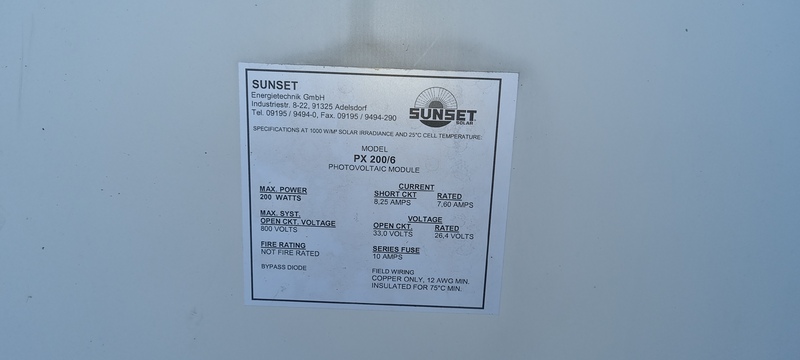 SUNSET
Energietechnik GmbH
Industriestr. 8-22, 91325 Adelsdorf
Tel. 09195 / 9494-0, Fax. 09195 / 9494-290
SUNSET
SOLAR
SPECIFICATIONS AT 1000 W/M² SOLAR IRRADIANCE AND 25°C CELL TEMPERATURE:
MODEL
PX 200/6
PHOTOVOLTAIC MODULE
MAX. POWER
200 WATTS
CURRENT
SHORT CKT RATED
8,25 AMPS 7,60 AMPS
MAX. SYST.
OPEN CKT. VOLTAGE
800 VOLTS
VOLTAGE
OPEN CKT. RATED
33,0 VOLTS 26,4 VOLTS
FIRE RATING
NOT FIRE RATED
SERIES FUSE
10 AMPS
BYPASS DIODE
FIELD WIRING
COPPER ONLY, 12 AWG MIN.
INSULATED FOR 75°C MIN.